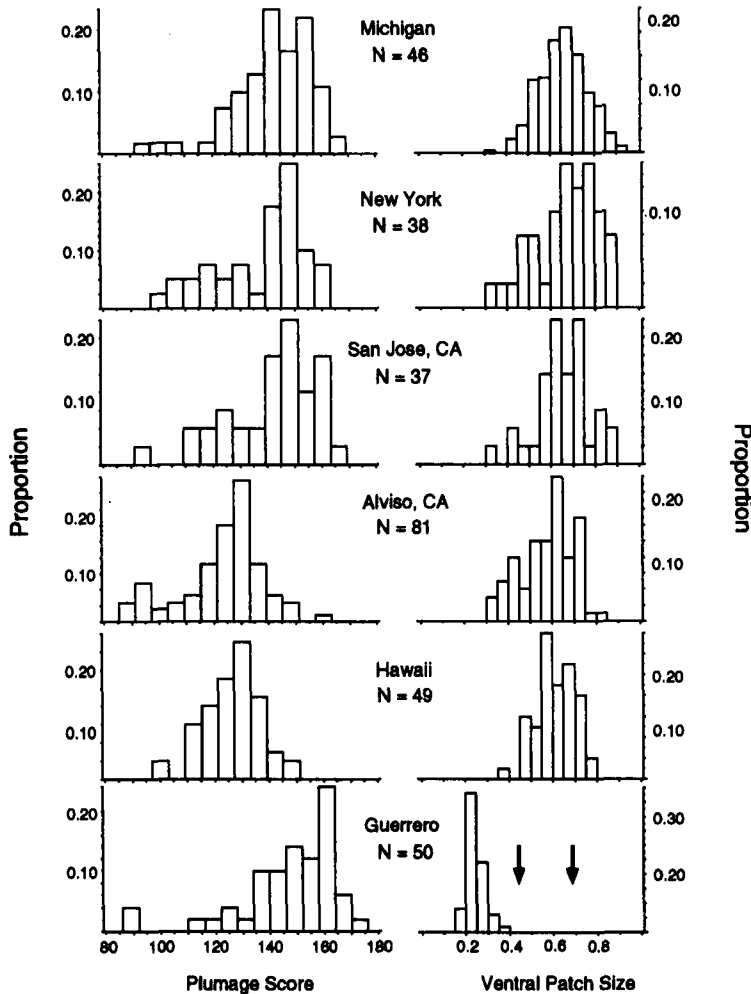 Michigan
N = 46
0.20
0.10
0.20
0.10
New York
N = 38
0.20
0.10
0.10
San Jose, CA
N = 37
0.20
0.10
0.20
0.10
Alviso, CA
N = 81
0.20
0.10
0.20
0.10
Hawaii
N = 49
0.20
0.10
0.20
0.10
Guerrero
N = 50
0.20
0.10
0.30
0.20
80 100 120 140 160 180
0.2 0.4 0.6 0.8
Plumage Score
Ventral Patch Size
Proportion
Proportion